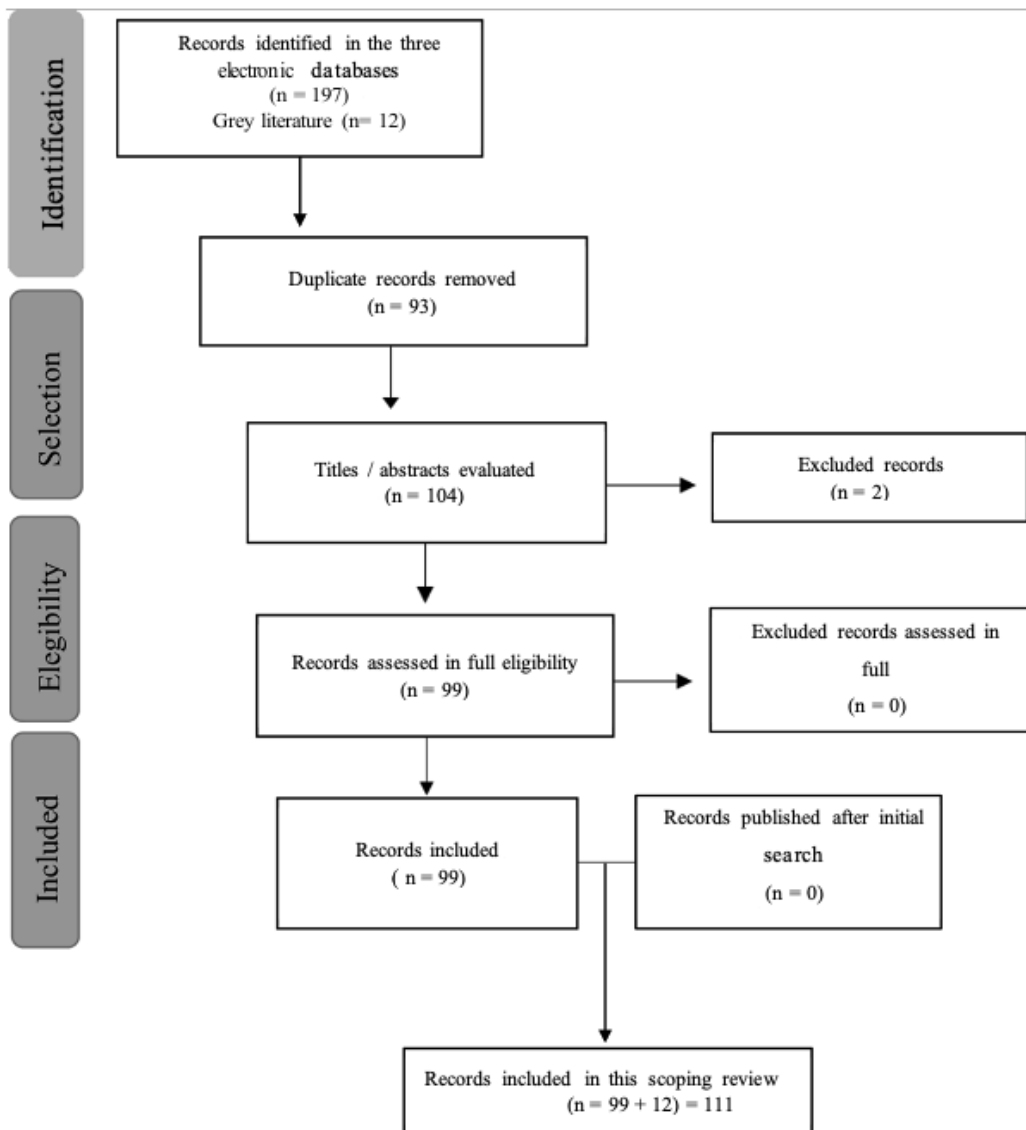 Identification
Records identified in the three
electronic databases
(n = 197)
Grey literature (n= 12)
Duplicate records removed
(n = 93)
Selection
Titles / abstracts evaluated
(n = 104)
Excluded records
(n = 2)
Elegibility
Records assessed in full eligibility
(n = 99)
Excluded records assessed in
full
(n = 0)
Included
Records included
( n = 99)
Records published after initial
search
(n = 0)
Records included in this scoping review
(n = 99 + 12) = 111